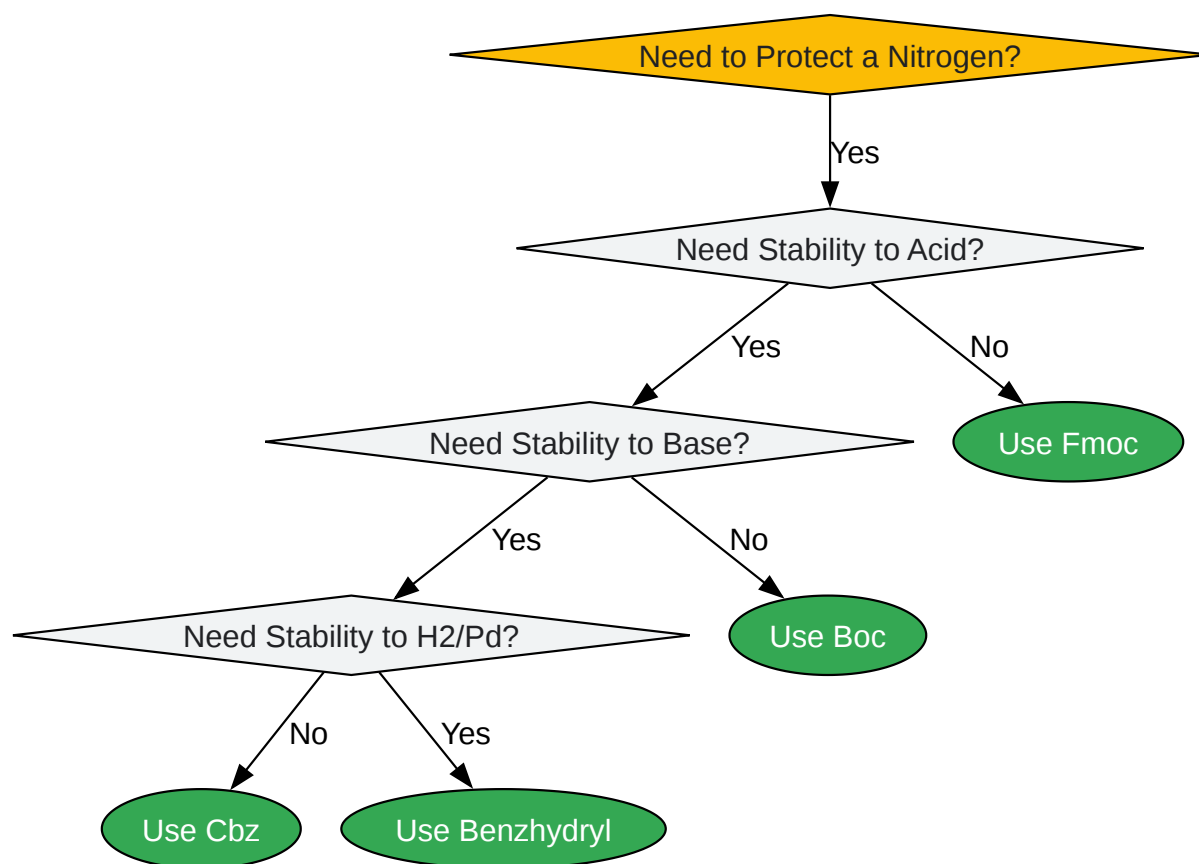 Need to Protect a Nitrogen?
Yes
Need Stability to Acid?
Yes
No
Need Stability to Base?
Use Fmoc
Yes
No
Need Stability to H2/Pd?
Use Boc
No
Yes
Use Cbz
Use Benzhydryl